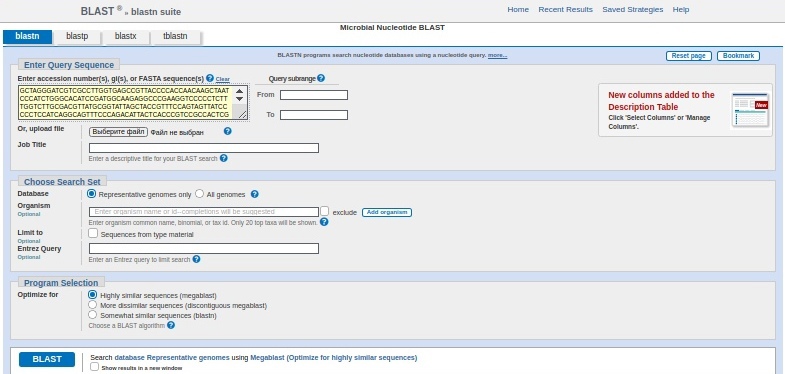 BLAST ® » blastn suite
Home Recent Results Saved Strategies Help
Microbial Nucleotide BLAST
blastn blastp blastx tblastn
BLASTN programs search nucleotide databases using a nucleotide query. more...
Reset page Bookmark
Enter Query Sequence
Enter accession number(s), gi(s), or FASTA sequence(s) ? Clear
Query subrange ?
GCTAGGGATCGTCGCCTTGGTGAGCCGTTACCCCACCAACAAGCTAAT
CCCATCTGGGCACATCCGATGGCAAGAGGCCCGAAGGTCCCCCTCTT
TGGTCTTGCGACGTTATGCGGTATTAGCTACCGTTTCCAGTAGTTATCC
CCCTCCATCAGGCAGTTTCCCAGACATTACTCACCCGTCCGCCACTCG
From
To
New columns added to the
Description Table
Click 'Select Columns' or 'Manage
Columns'.
New
Or, upload file
Выберите файл Файл не выбран ?
Job Title
Enter a descriptive title for your BLAST search ?
Choose Search Set
Database
Representative genomes only All genomes ?
Organism
Optional
Enter organism name or id--completions will be suggested
exclude Add organism
Enter organism common name, binomial, or tax id. Only 20 top taxa will be shown. ?
Limit to
Optional
Sequences from type material
Entrez Query
Optional
Enter an Entrez query to limit search ?
Program Selection
Optimize for
Highly similar sequences (megablast)
More dissimilar sequences (discontiguous megablast)
Somewhat similar sequences (blastn)
Choose a BLAST algorithm ?
BLAST
Search database Representative genomes using Megablast (Optimize for highly similar sequences)
Show results in a new window